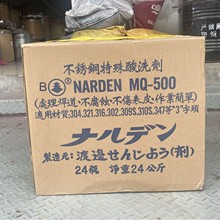 不銹鋼特殊酸洗劑
B 喜 NARDEN MQ-500
(處理焊道·不腐蝕·不傷表皮·作業簡單)
適用材質,304.321.316.302.309S.310S.347等"3"字頭
ナルデン
製造元:渡邊せんじょう(劑)
24瓶 淨重24公斤